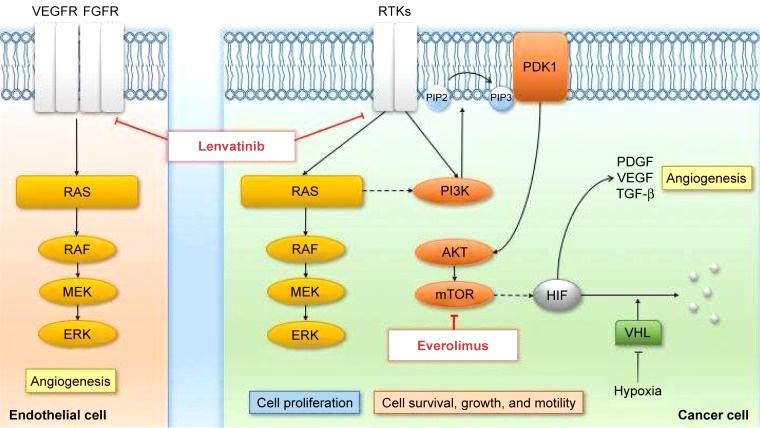 VEGFR FGFR
RTKs
PDK1
PIP2
PIP3
Lenvatinib
PDGF
VEGF
TGF-β
Angiogenesis
RAS
RAS
PI3K
RAF
RAF
AKT
MEK
MEK
mTOR
HIF
ERK
ERK
Everolimus
VHL
Hypoxia
Angiogenesis
Cell proliferation
Cell survival, growth, and motility
Endothelial cell
Cancer cell